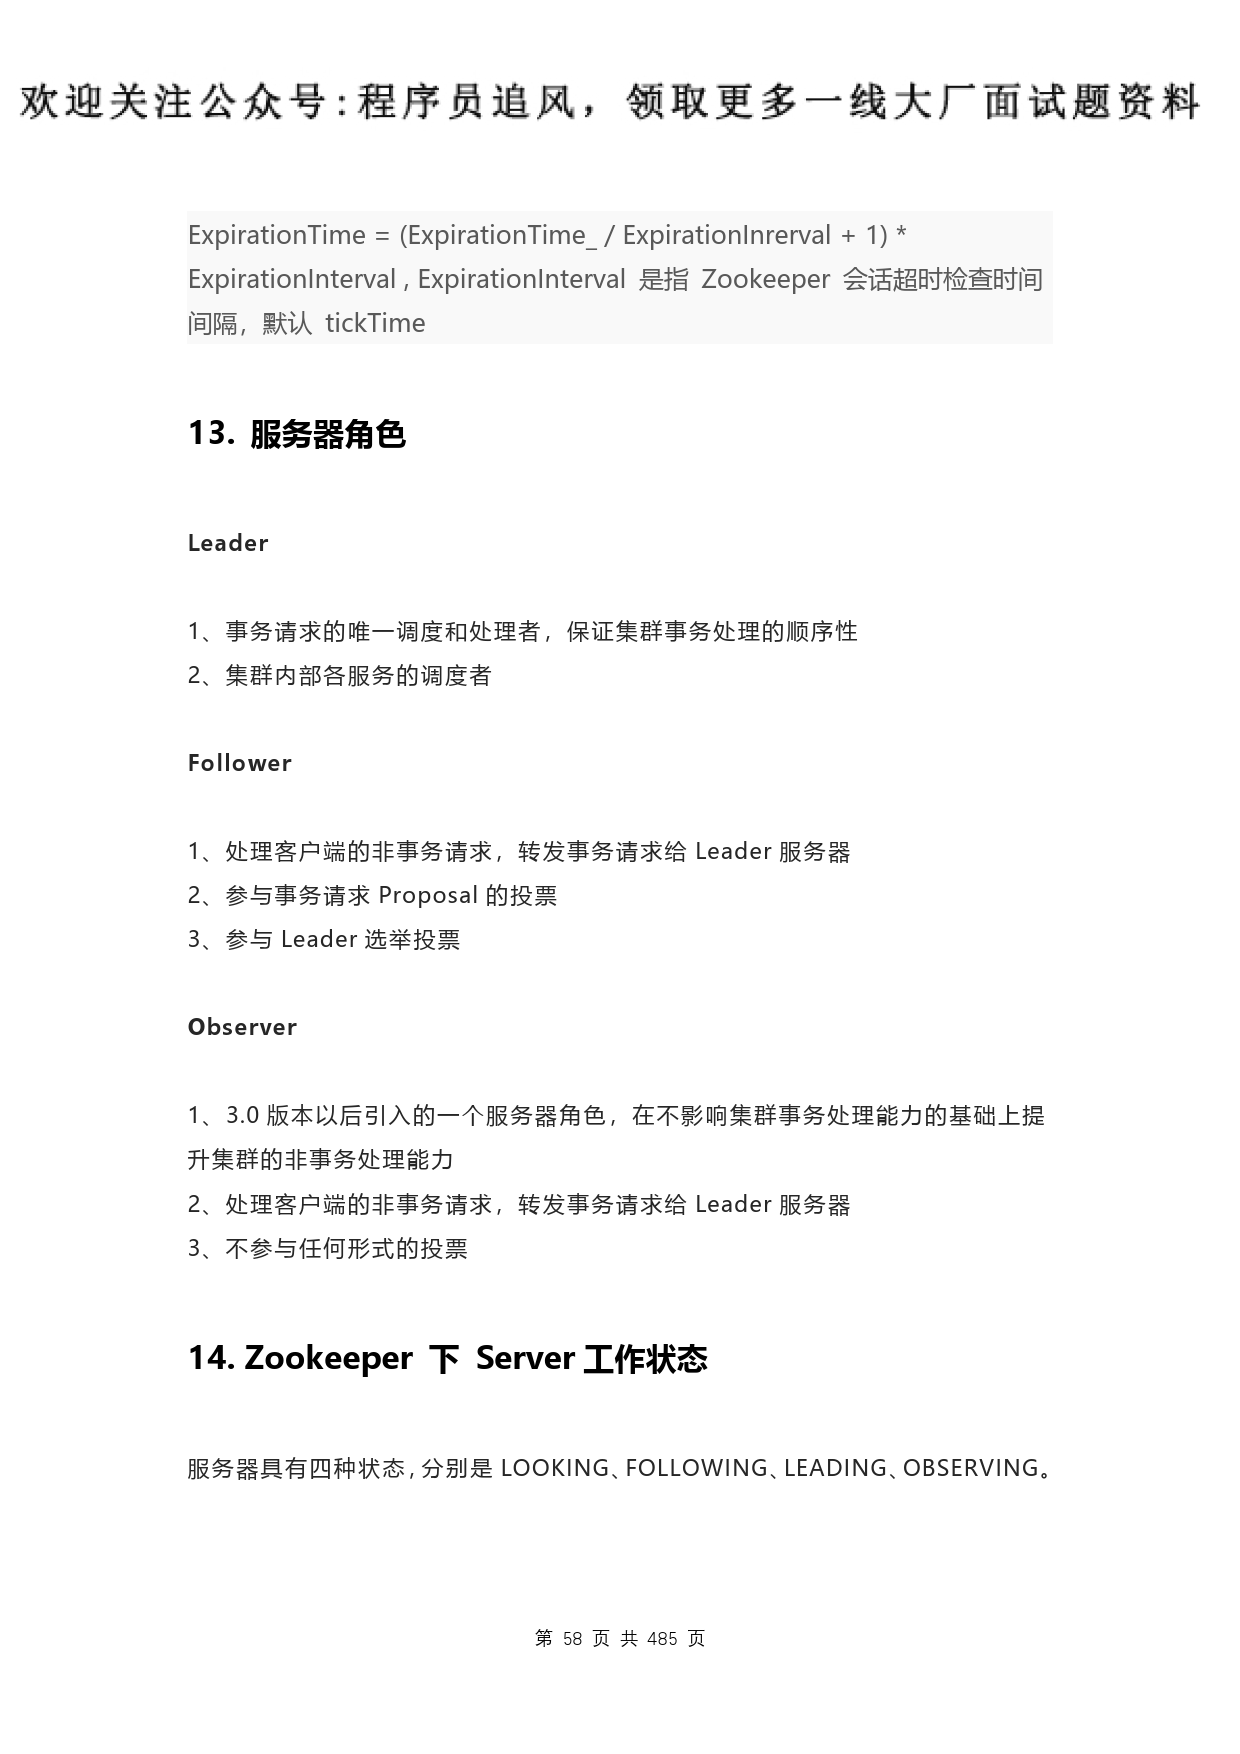 欢迎关注公众号:程序员追风，领取更多一线大厂面试题资料
ExpirationTime = (ExpirationTime_ / ExpirationInrerval + 1) *
ExpirationInterval , ExpirationInterval 是指 Zookeeper 会话超时检查时间
间隔，默认 tickTime
13. 服务器角色
Leader
1、事务请求的唯一调度和处理者，保证集群事务处理的顺序性
2、集群内部各服务的调度者
Follower
1、处理客户端的非事务请求，转发事务请求给 Leader 服务器
2、参与事务请求 Proposal 的投票
3、参与 Leader 选举投票
Observer
1、3.0 版本以后引入的一个服务器角色，在不影响集群事务处理能力的基础上提
升集群的非事务处理能力
2、处理客户端的非事务请求，转发事务请求给 Leader 服务器
3、不参与任何形式的投票
14. Zookeeper 下 Server 工作状态
服务器具有四种状态，分别是 LOOKING、FOLLOWING、LEADING、OBSERVING。
第 58 页 共 485 页